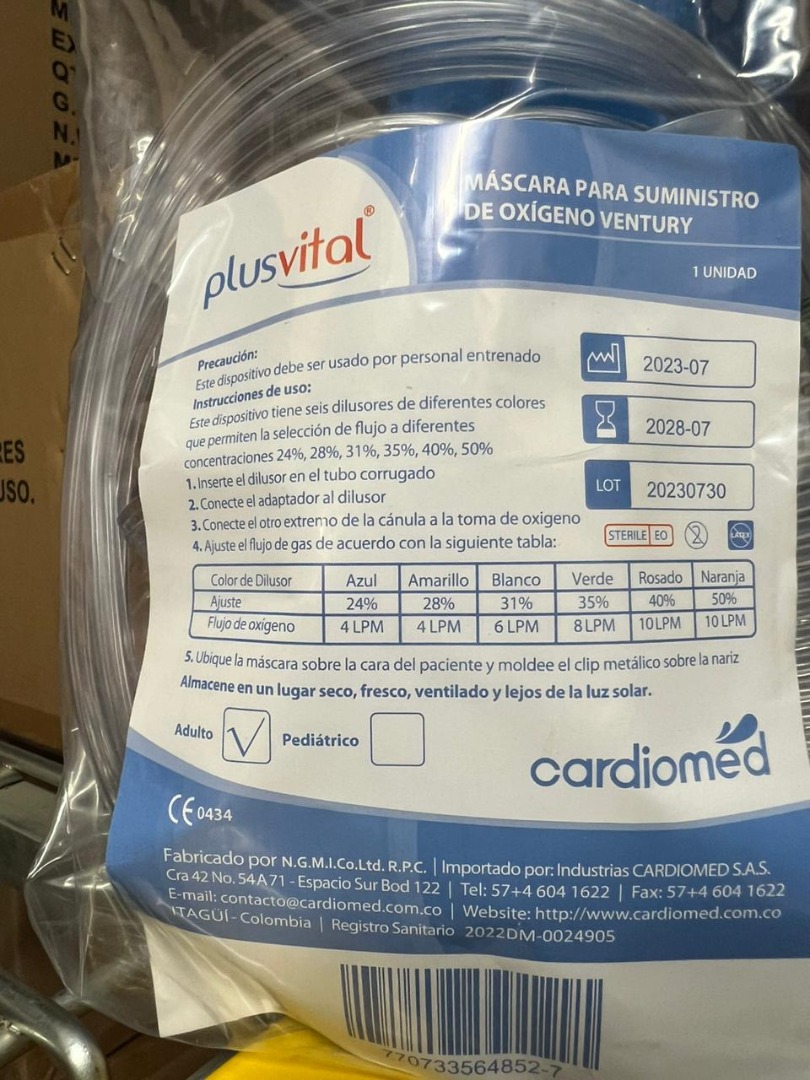 M
EX
G.
N.
RES
USO.
plusvital®
MÁSCARA PARA SUMINISTRO
DE OXÍGENO VENTURY
1 UNIDAD
Precaución:
Este dispositivo debe ser usado por personal entrenado
Instrucciones de uso:
Este dispositivo tiene seis dilusores de diferentes colores
que permiten la selección de flujo a diferentes
concentraciones 24%, 28%, 31%, 35%, 40%, 50%
1. Inserte el dilusor en el tubo corrugado
2. Conecte el adaptador al dilusor
3. Conecte el otro extremo de la cánula a la toma de oxigeno
4. Ajuste el flujo de gas de acuerdo con la siguiente tabla:
2023-07
2028-07
LOT 20230730
STERILE EO 2 LATEX
Color de Dilusor Azul Amarillo Blanco Verde Rosado Naranja
Ajuste 24% 28% 31% 35% 40% 50%
Flujo de oxígeno 4 LPM 4 LPM 6 LPM 8 LPM 10 LPM 10 LPM
5. Ubique la máscara sobre la cara del paciente y moldee el clip metálico sobre la nariz
Almacene en un lugar seco, fresco, ventilado y lejos de la luz solar.
Adulto √ Pediátrico
cardiomed
CE 0434
Fabricado por N.G.M.I.Co.Ltd. R.P.C. | Importado por: Industrias CARDIOMED S.A.S.
Cra 42 No. 54A 71 - Espacio Sur Bod 122 | Tel: 57+4 604 1622 | Fax: 57+4 604 1622
E-mail: contacto@cardiomed.com.co | Website: http://www.cardiomed.com.co
ITAGÜÍ - Colombia | Registro Sanitario 2022DM-0024905
770733564852-7